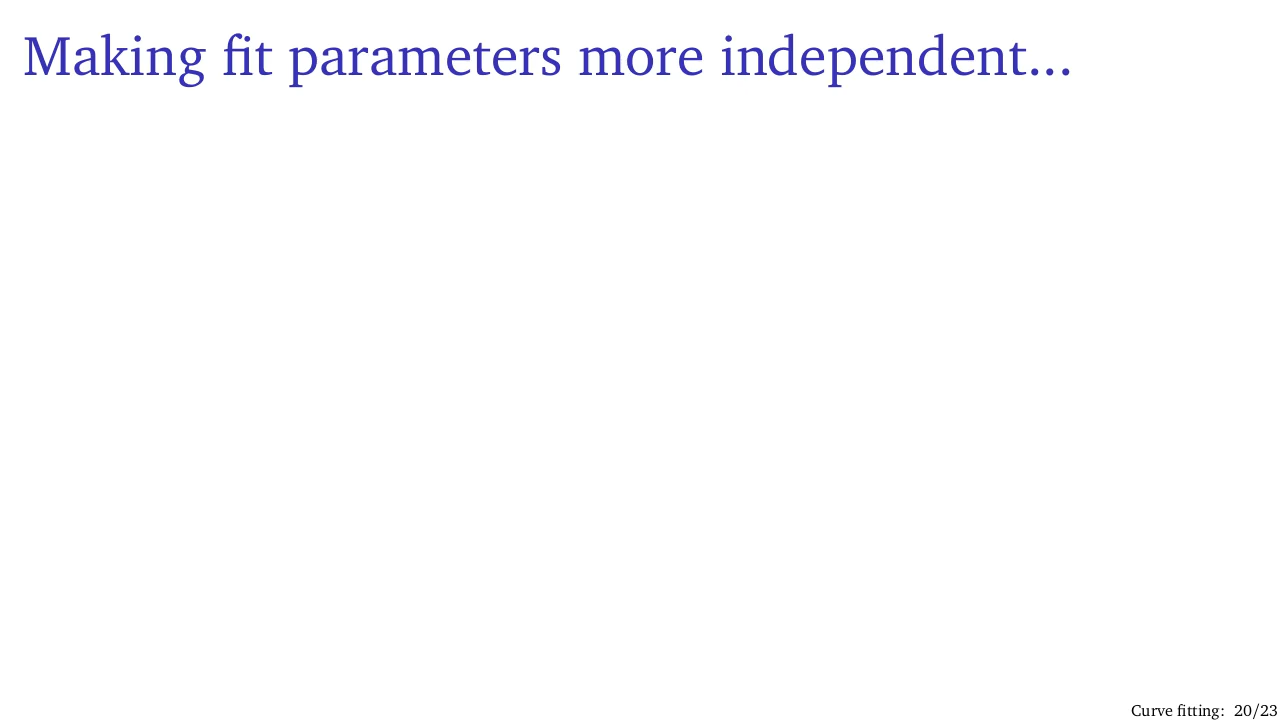 Making fit parameters more independent...
Curve fitting: 20/23